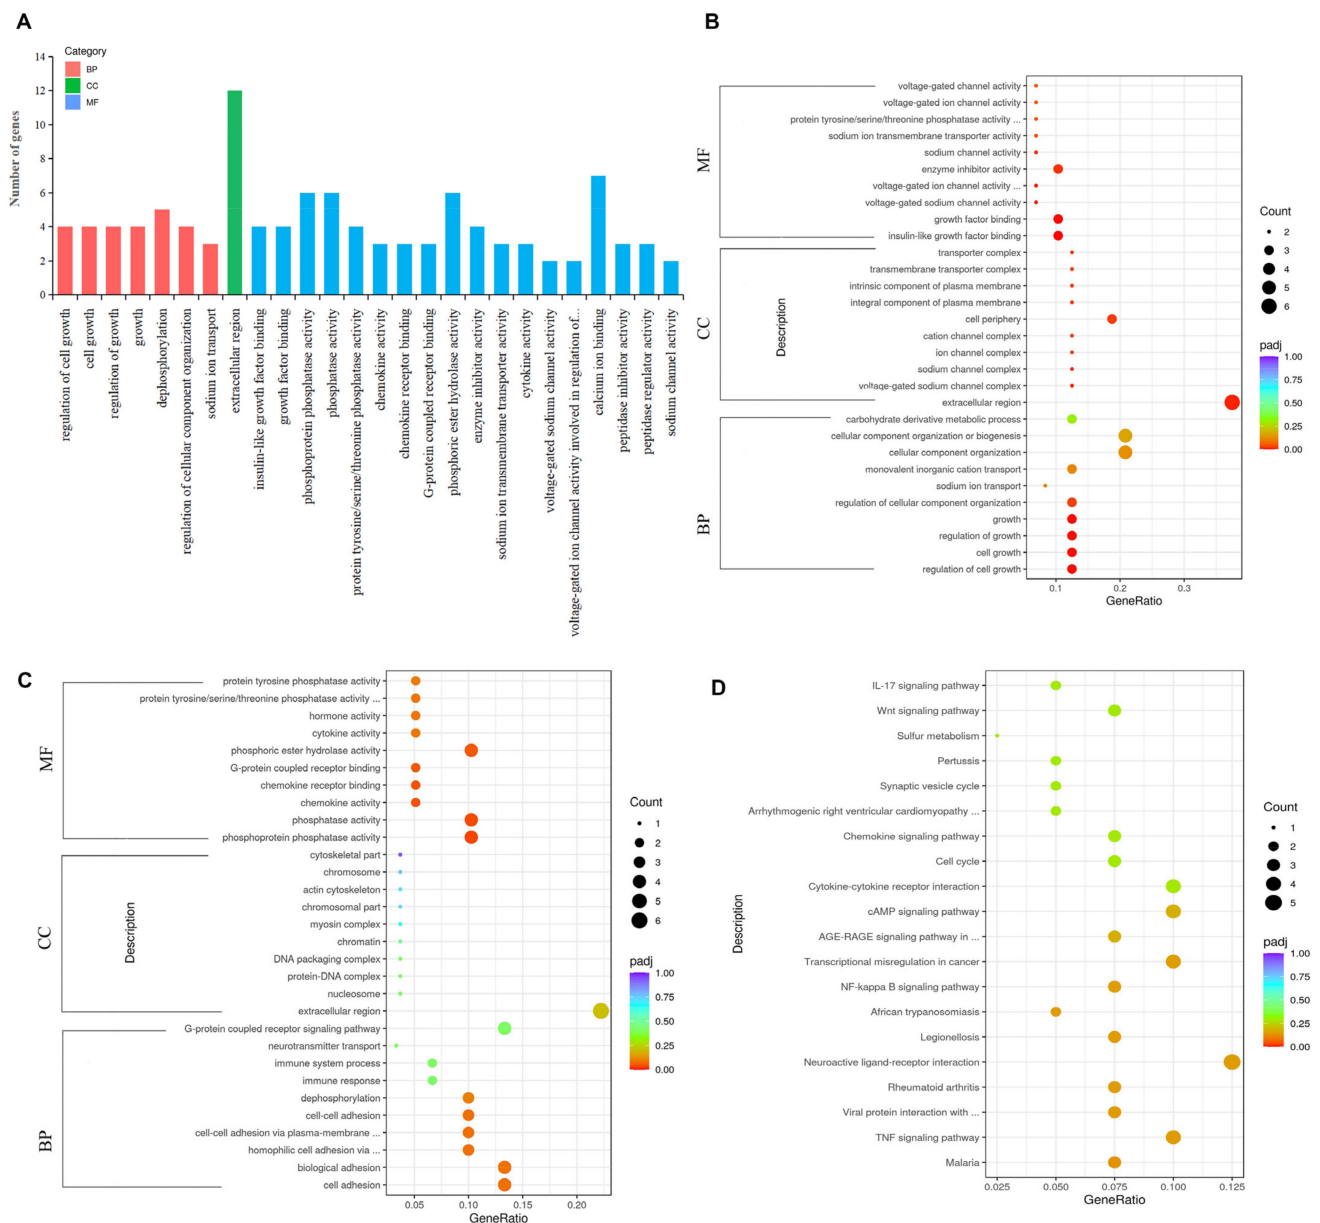 A
Category
BP
CC
MF
Number of genes
14
12
10
8
6
4
2
0
regulation of cell growth
cell growth
regulation of growth
growth
dephosphorylation
regulation of cellular component organization
sodium ion transport
extracellular region
insulin-like growth factor binding
growth factor binding
phosphoprotein phosphatase activity
phosphatase activity
protein tyrosine/serine/threonine phosphatase activity
chemokine activity
chemokine receptor binding
G-protein coupled receptor binding
phosphoric ester hydrolase activity
enzyme inhibitor activity
sodium ion transmembrane transporter activity
cytokine activity
voltage-gated sodium channel activity
voltage-gated ion channel activity involved in regulation of...
calcium ion binding
peptidase inhibitor activity
peptidase regulator activity
sodium channel activity
B
MF
CC
BP
Description
voltage-gated channel activity
voltage-gated ion channel activity
protein tyrosine/serine/threonine phosphatase activity ...
sodium ion transmembrane transporter activity
sodium channel activity
enzyme inhibitor activity
voltage-gated ion channel activity ...
voltage-gated sodium channel activity
growth factor binding
insulin-like growth factor binding
transporter complex
transmembrane transporter complex
intrinsic component of plasma membrane
integral component of plasma membrane
cell periphery
cation channel complex
ion channel complex
sodium channel complex
voltage-gated sodium channel complex
extracellular region
carbohydrate derivative metabolic process
cellular component organization or biogenesis
cellular component organization
monovalent inorganic cation transport
sodium ion transport
regulation of cellular component organization
growth
regulation of growth
cell growth
regulation of cell growth
0.1 0.2 0.3
GeneRatio
Count
2
3
4
5
6
padj
1.00
0.75
0.50
0.25
0.00
C
MF
CC
BP
Description
protein tyrosine phosphatase activity
protein tyrosine/serine/threonine phosphatase activity ...
hormone activity
cytokine activity
phosphoric ester hydrolase activity
G-protein coupled receptor binding
chemokine receptor binding
chemokine activity
phosphatase activity
phosphoprotein phosphatase activity
cytoskeletal part
chromosome
actin cytoskeleton
chromosomal part
myosin complex
chromatin
DNA packaging complex
protein-DNA complex
nucleosome
extracellular region
G-protein coupled receptor signaling pathway
neurotransmitter transport
immune system process
immune response
dephosphorylation
cell-cell adhesion
cell-cell adhesion via plasma-membrane ...
homophilic cell adhesion via ...
biological adhesion
cell adhesion
0.05 0.10 0.15 0.20
GeneRatio
Count
1
2
3
4
5
6
padj
1.00
0.75
0.50
0.25
0.00
D
Description
IL-17 signaling pathway
Wnt signaling pathway
Sulfur metabolism
Pertussis
Synaptic vesicle cycle
Arrhythmogenic right ventricular cardiomyopathy ...
Chemokine signaling pathway
Cell cycle
Cytokine-cytokine receptor interaction
cAMP signaling pathway
AGE-RAGE signaling pathway in ...
Transcriptional misregulation in cancer
NF-kappa B signaling pathway
African trypanosomiasis
Legionellosis
Neuroactive ligand-receptor interaction
Rheumatoid arthritis
Viral protein interaction with ...
TNF signaling pathway
Malaria
0.025 0.050 0.075 0.100 0.125
GeneRatio
Count
1
2
3
4
5
padj
1.00
0.75
0.50
0.25
0.00